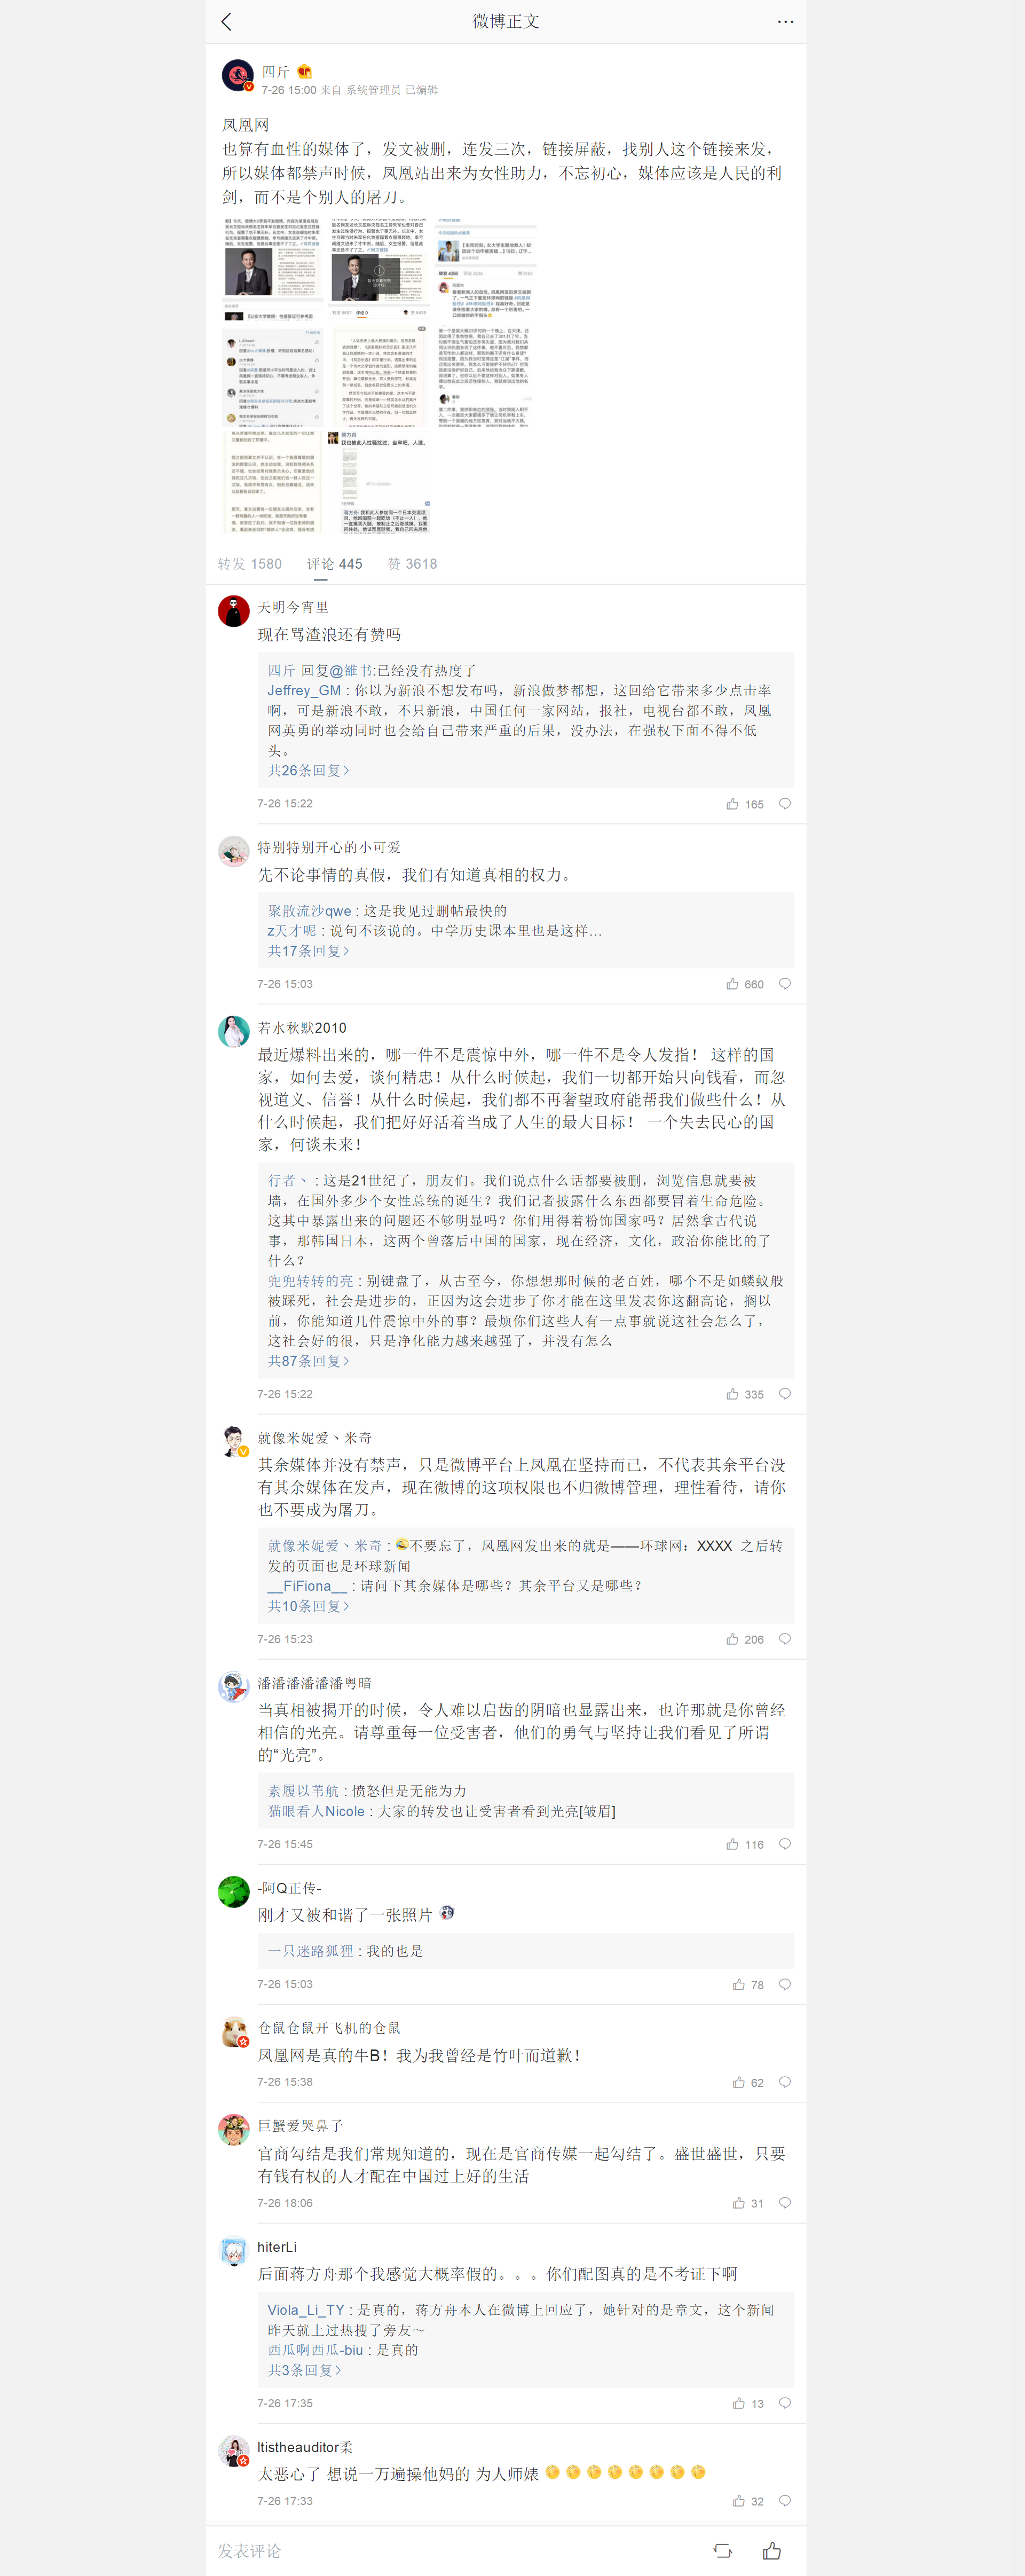 微博正文
四斤
7-26 15:00 来自 系统管理员 已编辑
凤凰网
也算有血性的媒体了，发文被删，连发三次，链接屏蔽，找别人这个链接来发，
所以媒体都禁声时候，凤凰站出来为女性助力，不忘初心，媒体应该是人民的利
剑，而不是个别人的屠刀。
转发 1580 评论 445 赞 3618
天明今宵里
现在骂渣浪还有赞吗
四斤 回复@雒书:已经没有热度了
Jeffrey_GM：你以为新浪不想发布吗，新浪做梦都想，这回给它带来多少点击率
啊，可是新浪不敢，不只新浪，中国任何一家网站，报社，电视台都不敢，凤凰
网英勇的举动同时也会给自己带来严重的后果，没办法，在强权下面不得不低
头。
共26条回复>
7-26 15:22 165
特别特别开心的小可爱
先不论事情的真假，我们有知道真相的权力。
聚散流沙qwe：这是我见过删帖最快的
z天才呢：说句不该说的。中学历史课本里也是这样...
共17条回复>
7-26 15:03 660
若水秋默2010
最近爆料出来的，哪一件不是震惊中外，哪一件不是令人发指！ 这样的国
家，如何去爱，谈何精忠！从什么时候起，我们一切都开始只向钱看，而忽
视道义、信誉！从什么时候起，我们都不再奢望政府能帮我们做些什么！从
什么时候起，我们把好好活着当成了人生的最大目标！ 一个失去民心的国
家，何谈未来！
行者丶：这是21世纪了，朋友们。我们说点什么话都要被删，浏览信息就要被
墙，在国外多少个女性总统的诞生？我们记者披露什么东西都要冒着生命危险。
这其中暴露出来的问题还不够明显吗？你们用得着粉饰国家吗？居然拿古代说
事，那韩国日本，这两个曾落后中国的国家，现在经济，文化，政治你能比的了
什么？
兜兜转转的亮：别键盘了，从古至今，你想想那时候的老百姓，哪个不是如蝼蚁般
被踩死，社会是进步的，正因为这会进步了你才能在这里发表你这翻高论，搁以
前，你能知道几件震惊中外的事？最烦你们这些人有一点事就说这社会怎么了，
这社会好的很，只是净化能力越来越强了，并没有怎么
共87条回复>
7-26 15:22 335
就像米妮爱丶米奇
其余媒体并没有禁声，只是微博平台上凤凰在坚持而已，不代表其余平台没
有其余媒体在发声，现在微博的这项权限也不归微博管理，理性看待，请你
也不要成为屠刀。
就像米妮爱丶米奇：不要忘了，凤凰网发出来的就是——环球网：XXXX 之后转
发的页面也是环球新闻
__FiFiona__：请问下其余媒体是哪些？其余平台又是哪些？
共10条回复>
7-26 15:23 206
潘潘潘潘潘潘粤暗
当真相被揭开的时候，令人难以启齿的阴暗也显露出来，也许那就是你曾经
相信的光亮。请尊重每一位受害者，他们的勇气与坚持让我们看见了所谓
的“光亮”。
素履以苇航：愤怒但是无能为力
猫眼看人Nicole：大家的转发也让受害者看到光亮[皱眉]
7-26 15:45 116
-阿Q正传-
刚才又被和谐了一张照片
一只迷路狐狸：我的也是
7-26 15:03 78
仓鼠仓鼠开飞机的仓鼠
凤凰网是真的牛B！我为我曾经是竹叶而道歉！
7-26 15:38 62
巨蟹爱哭鼻子
官商勾结是我们常规知道的，现在是官商传媒一起勾结了。盛世盛世，只要
有钱有权的人才配在中国过上好的生活
7-26 18:06 31
hiterLi
后面蒋方舟那个我感觉大概率假的。。。你们配图真的是不考证下啊
Viola_Li_TY：是真的，蒋方舟本人在微博上回应了，她针对的是章文，这个新闻
昨天就上过热搜了旁友～
西瓜啊西瓜-biu：是真的
共3条回复>
7-26 17:35 13
Itistheauditor柔
太恶心了 想说一万遍操他妈的 为人师婊
7-26 17:33 32
发表评论